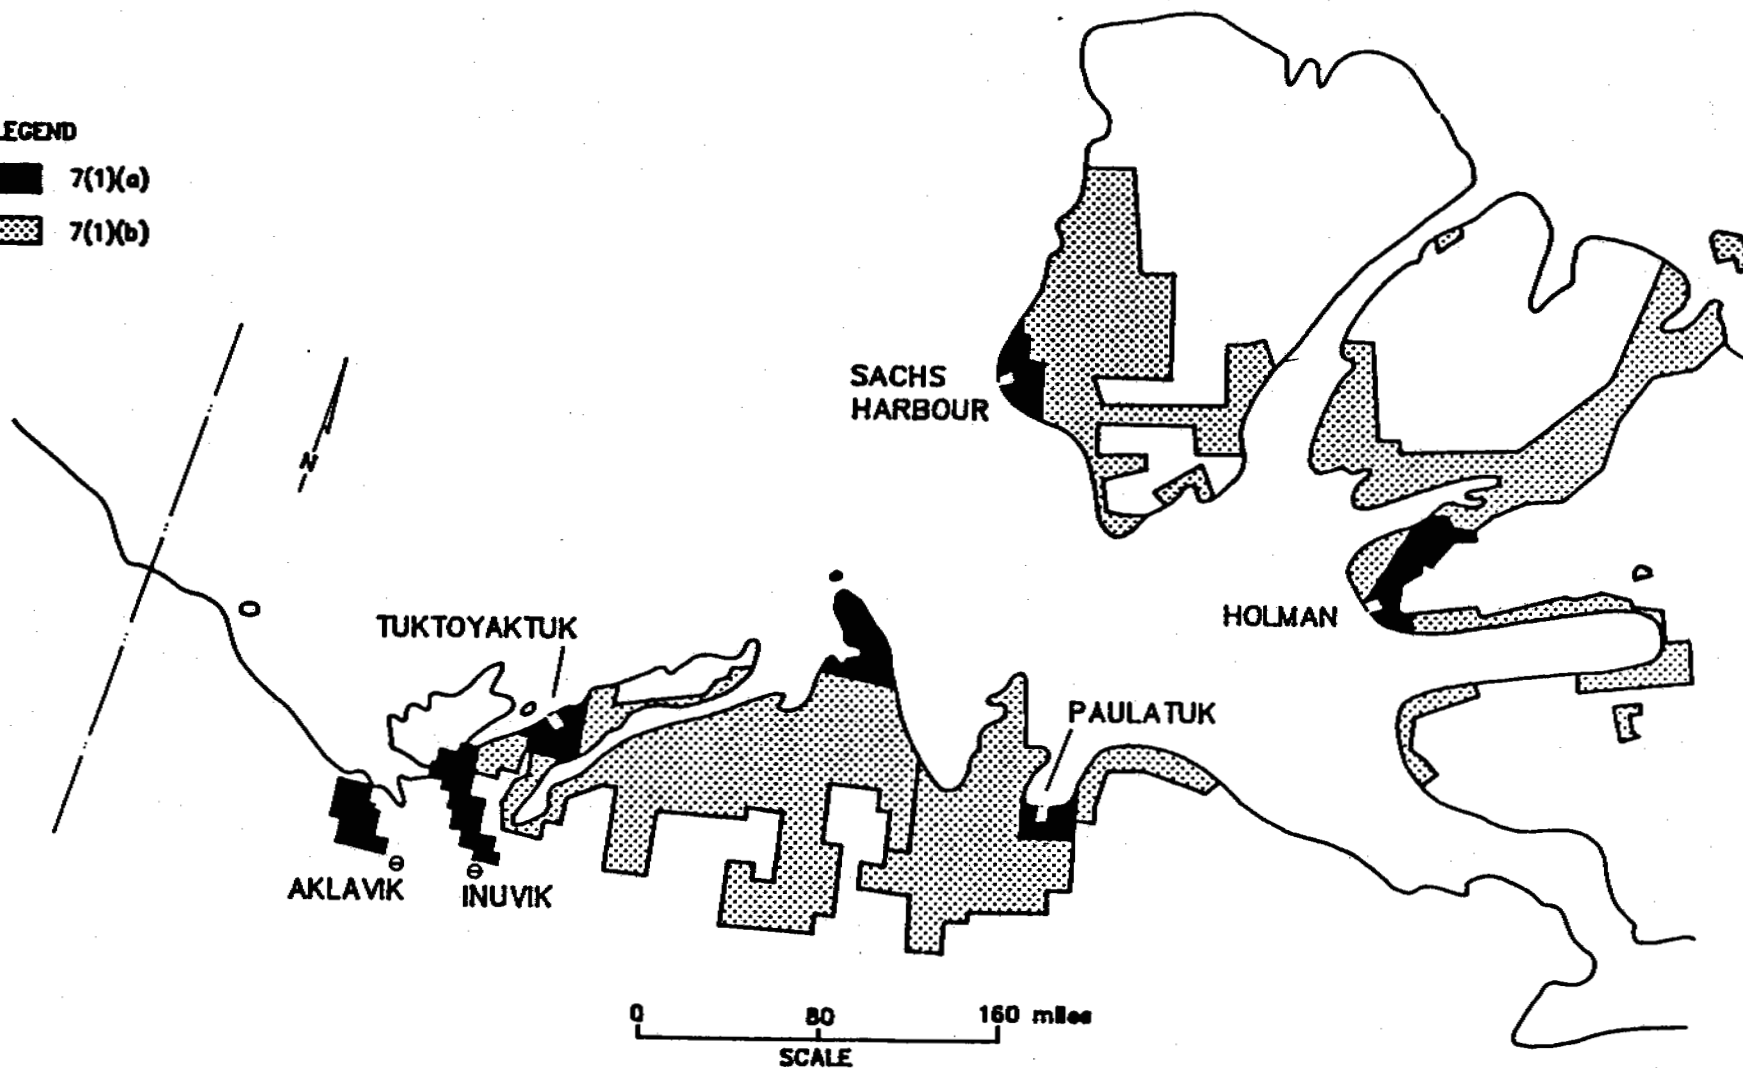 LEGEND
7(1)(a)
7(1)(b)
SACHS
HARBOUR
N
TUKTOYAKTUK
HOLMAN
PAULATUK
AKLAVIK
INUVIK
0 80 160 miles
SCALE